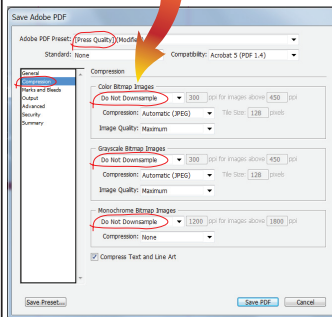 Save Adobe PDF
Adobe PDF Preset: [Press Quality] (Modified
Standard: None
Compatibility: Acrobat 5 (PDF 1.4)
General
Compression
Marks and Bleeds
Output
Advanced
Security
Summary
Compression
Color Bitmap Images
Do Not Downsample 300 ppi for images above 450 ppi
Compression: Automatic (JPEG) Tile Size: 128 pixels
Image Quality: Maximum
Grayscale Bitmap Images
Do Not Downsample 300 ppi for images above 450 ppi
Compression: Automatic (JPEG) Tile Size: 128 pixels
Image Quality: Maximum
Monochrome Bitmap Images
Do Not Downsample 1200 ppi for images above 1800 ppi
Compression: None
Compress Text and Line Art
Save Preset... Save PDF Cancel